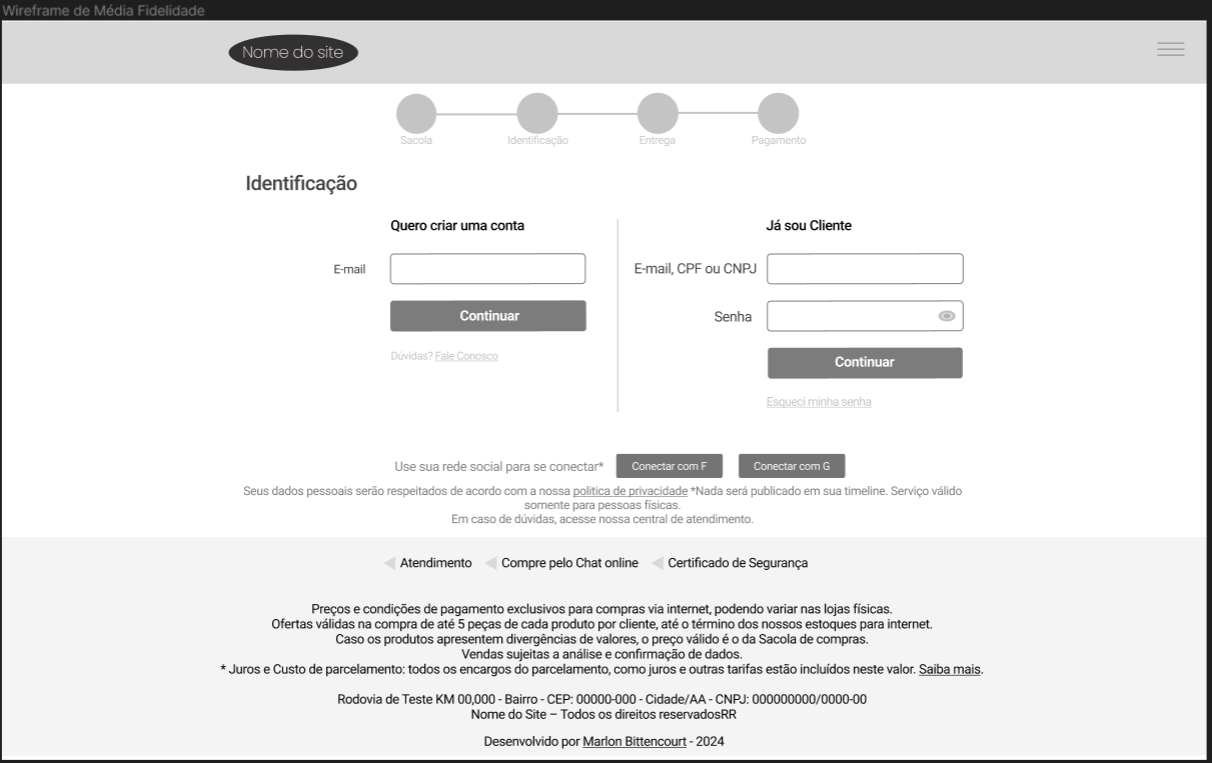 Wireframe de Média Fidelidade
Nome do site
Sacola
Identificação
Entrega
Pagamento
Identificação
Quero criar uma conta
E-mail
Continuar
Dúvidas? Fale Conosco
Já sou Cliente
E-mail, CPF ou CNPJ
Senha
Continuar
Esqueci minha senha
Use sua rede social para se conectar*
Conectar com F
Conectar com G
Seus dados pessoais serão respeitados de acordo com a nossa politica de privacidade *Nada será publicado em sua timeline. Serviço válido
somente para pessoas físicas.
Em caso de dúvidas, acesse nossa central de atendimento.
Atendimento
Compre pelo Chat online
Certificado de Segurança
Preços e condições de pagamento exclusivos para compras via internet, podendo variar nas lojas físicas.
Ofertas válidas na compra de até 5 peças de cada produto por cliente, até o término dos nossos estoques para internet.
Caso os produtos apresentem divergências de valores, o preço válido é o da Sacola de compras.
Vendas sujeitas a análise e confirmação de dados.
* Juros e Custo de parcelamento: todos os encargos do parcelamento, como juros e outras tarifas estão incluídos neste valor. Saiba mais.
Rodovia de Teste KM 00,000 - Bairro - CEP: 00000-000 - Cidade/AA - CNPJ: 000000000/0000-00
Nome do Site – Todos os direitos reservadosRR
Desenvolvido por Marlon Bittencourt - 2024